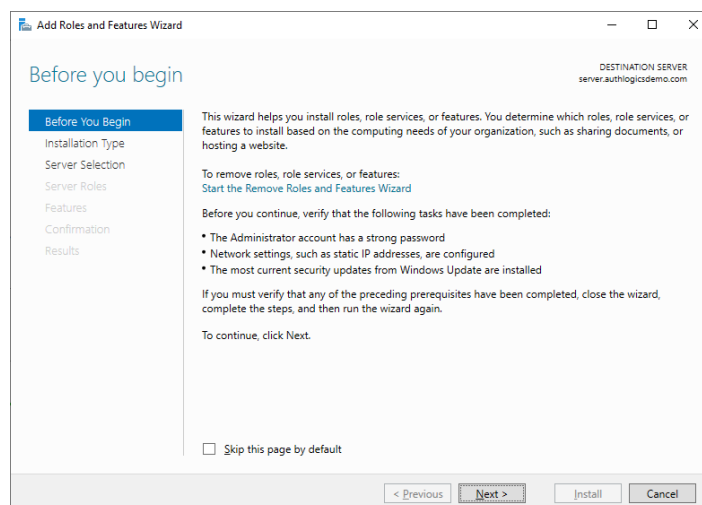 Add Roles and Features Wizard
Before you begin
DESTINATION SERVER
server.authlogicsdemo.com
Before You Begin
Installation Type
Server Selection
Server Roles
Features
Confirmation
Results
This wizard helps you install roles, role services, or features. You determine which roles, role services, or
features to install based on the computing needs of your organization, such as sharing documents, or
hosting a website.
To remove roles, role services, or features:
Start the Remove Roles and Features Wizard
Before you continue, verify that the following tasks have been completed:
• The Administrator account has a strong password
• Network settings, such as static IP addresses, are configured
• The most current security updates from Windows Update are installed
If you must verify that any of the preceding prerequisites have been completed, close the wizard,
complete the steps, and then run the wizard again.
To continue, click Next.
Skip this page by default
< Previous
Next >
Install
Cancel